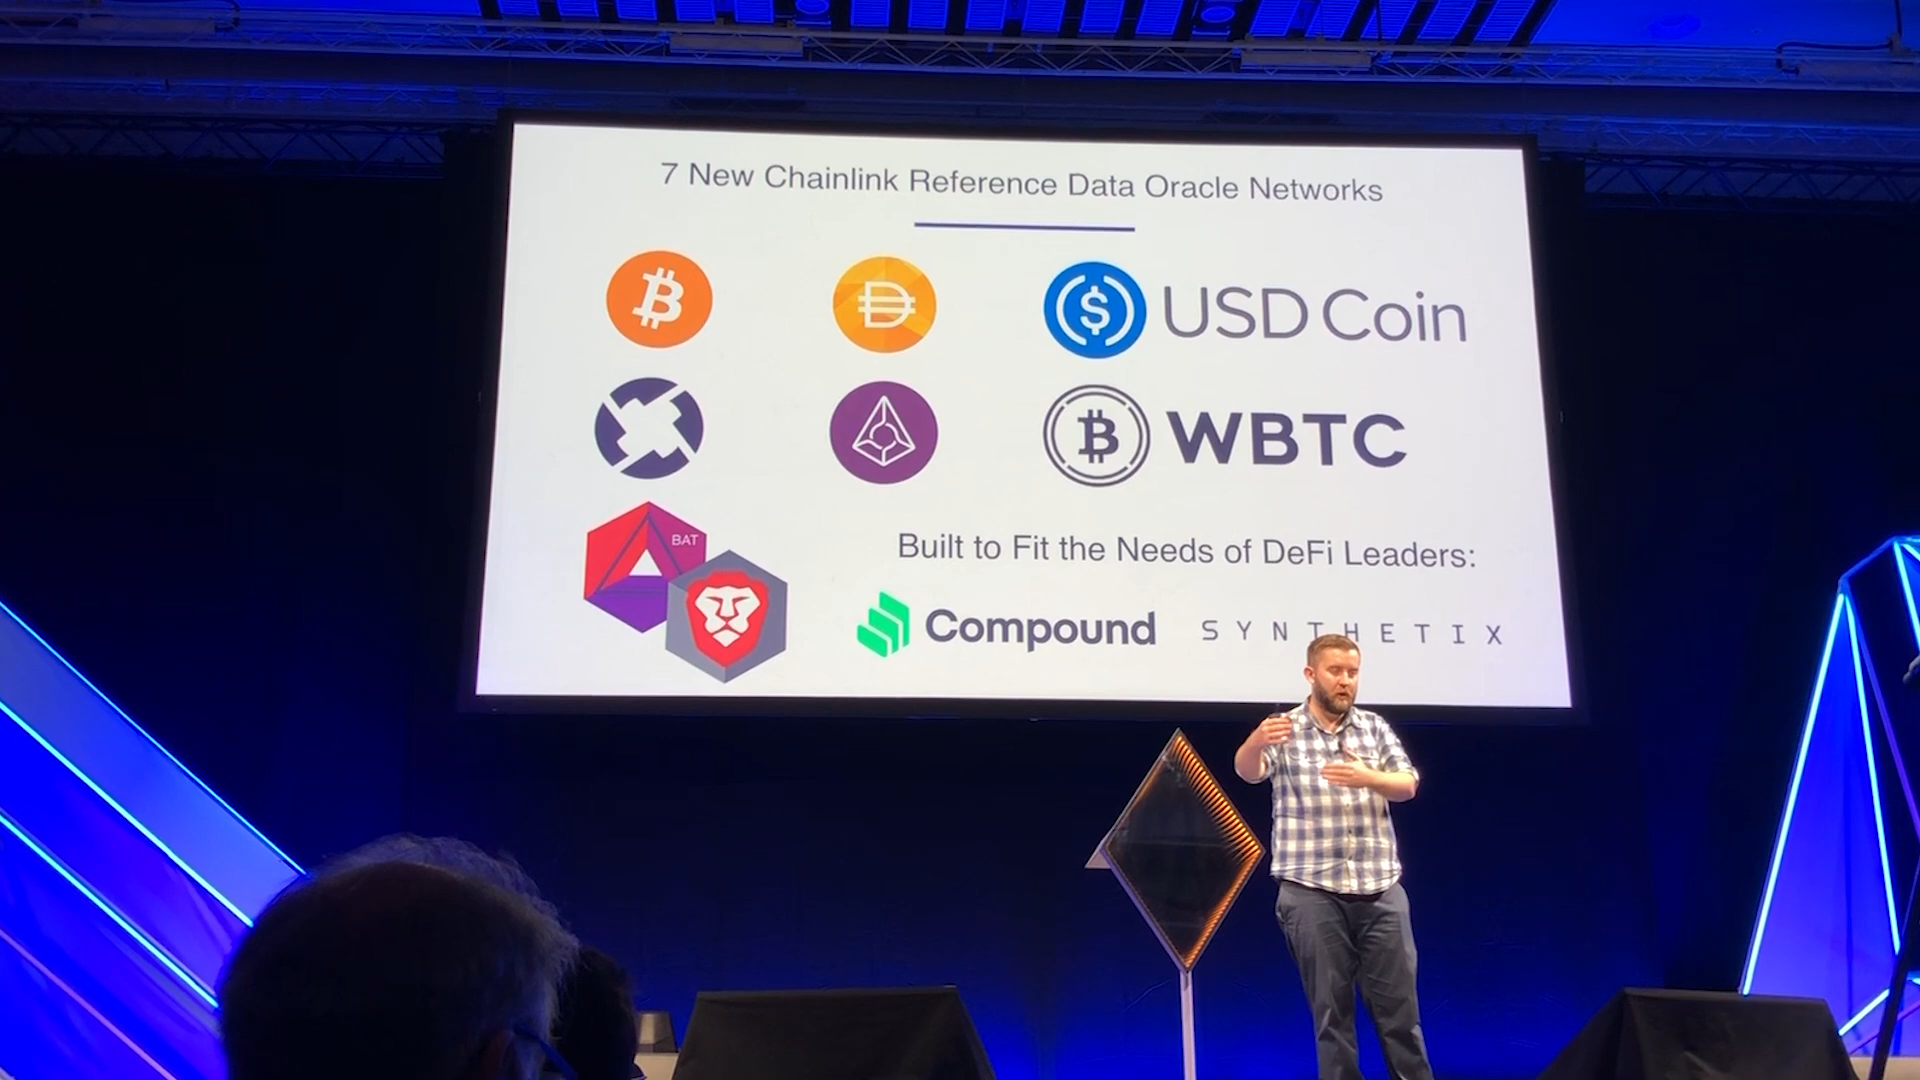 7 New Chainlink Reference Data Oracle Networks
USD Coin
WBTC
BAT
Built to Fit the Needs of DeFi Leaders:
Compound
SYNTHETIX